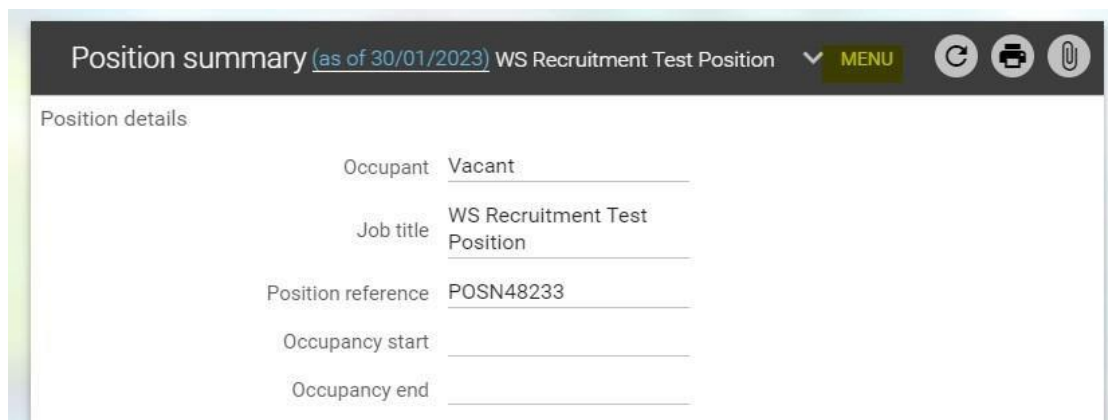 Position summary (as of 30/01/2023) WS Recruitment Test Position MENU
Position details
Occupant Vacant
Job title WS Recruitment Test
Position
Position reference POSN48233
Occupancy start
Occupancy end